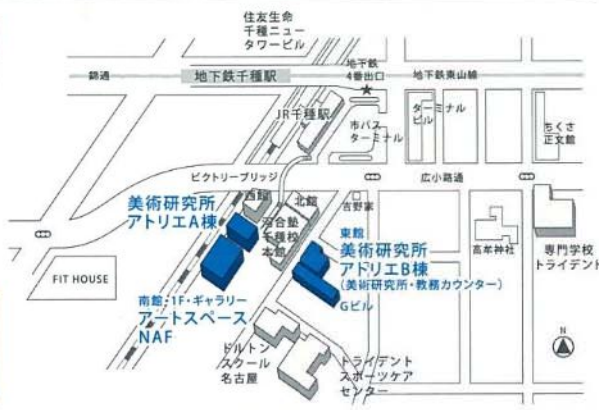 住友生命
千種ニュー
タワービル
錦通
地下鉄千種駅
地下鉄
4番出口
地下鉄東山線
JR千種駅
市バス
ターミナル
ターミナル
ビル
ちくさ
正文館
ビクトリーブリッジ
広小路通
西館
北館
吉野家
美術研究所
アトリエA棟
河合塾
千種校
本館
東館
美術研究所
アトリエB棟
(美術研究所・教務カウンター)
高牟神社
専門学校
トライデント
FIT HOUSE
Gビル
南館・1F・ギャラリー
アートスペース
NAF
ドルトン
スクール
名古屋
トライデント
スポーツケア
センター
N